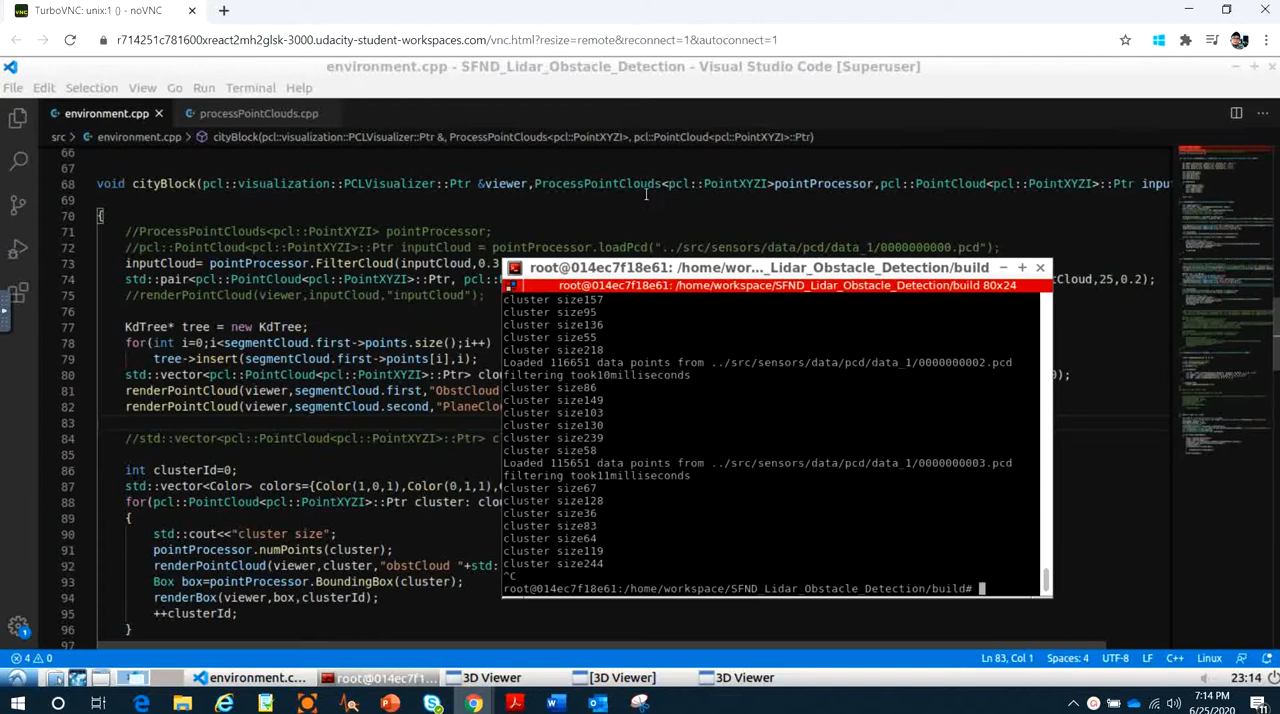 TurboVNC: unix:1 () - noVNC
r714251c781600xreact2mh2glsk-3000.udacity-student-workspaces.com/vnc.html?resize=remote&reconnect=1&autoconnect=1
environment.cpp - SFND_Lidar_Obstacle_Detection - Visual Studio Code [Superuser]
File Edit Selection View Go Run Terminal Help
environment.cpp processPointClouds.cpp
src > environment.cpp > cityBlock(pcl::visualization::PCLVisualizer::Ptr &, ProcessPointClouds<pcl::PointXYZI>, pcl::PointCloud<pcl::PointXYZI>::Ptr)
66
67
68 void cityBlock(pcl::visualization::PCLVisualizer::Ptr &viewer,ProcessPointClouds<pcl::PointXYZI>pointProcessor,pcl::PointCloud<pcl::PointXYZI>::Ptr inpu
69
70 {
71 //ProcessPointClouds<pcl::PointXYZI> pointProcessor;
72 //pcl::PointCloud<pcl::PointXYZI>::Ptr inputCloud = pointProcessor.loadPcd("../src/sensors/data/pcd/data_1/0000000000.pcd");
73 inputCloud= pointProcessor.FilterCloud(inputCloud,0.3
74 std::pair<pcl::PointCloud<pcl::PointXYZI>::Ptr, pcl tCloud,25,0.2);
75 //renderPointCloud(viewer,inputCloud,"inputCloud");
76
77 KdTree* tree = new KdTree;
78 for(int i=0;i<segmentCloud.first->points.size();i++)
79 tree->insert(segmentCloud.first->points[i],i);
80 std::vector<pcl::PointCloud<pcl::PointXYZI>::Ptr> clo 0);
81 renderPointCloud(viewer,segmentCloud.first,"ObstCloud
82 renderPointCloud(viewer,segmentCloud.second,"PlaneClo
83
84 //std::vector<pcl::PointCloud<pcl::PointXYZI>::Ptr> c
85
86 int clusterId=0;
87 std::vector<Color> colors={Color(1,0,1),Color(0,1,1),
88 for(pcl::PointCloud<pcl::PointXYZI>::Ptr cluster: clo
89 {
90 std::cout<<"cluster size";
91 pointProcessor.numPoints(cluster);
92 renderPointCloud(viewer,cluster,"obstCloud "+std:
93 Box box=pointProcessor.BoundingBox(cluster);
94 renderBox(viewer,box,clusterId);
95 ++clusterId;
96 }
97
root@014ec7f18e61: /home/wor..._Lidar_Obstacle_Detection/build
root@014ec7f18e61: /home/workspace/SFND_Lidar_Obstacle_Detection/build 80x24
cluster size157
cluster size95
cluster size136
cluster size55
cluster size218
Loaded 116651 data points from ../src/sensors/data/pcd/data_1/0000000002.pcd
filtering took10milliseconds
cluster size86
cluster size149
cluster size103
cluster size130
cluster size239
cluster size58
Loaded 115651 data points from ../src/sensors/data/pcd/data_1/0000000003.pcd
filtering took11milliseconds
cluster size67
cluster size128
cluster size36
cluster size83
cluster size64
cluster size119
cluster size244
^C
root@014ec7f18e61:/home/workspace/SFND_Lidar_Obstacle_Detection/build#
4 0 Ln 83, Col 1 Spaces: 4 UTF-8 LF C++ Linux
environment.cpp - S... root@014ec7f1... 3D Viewer [3D Viewer] 3D Viewer 23:14
7:14 PM
6/25/2020